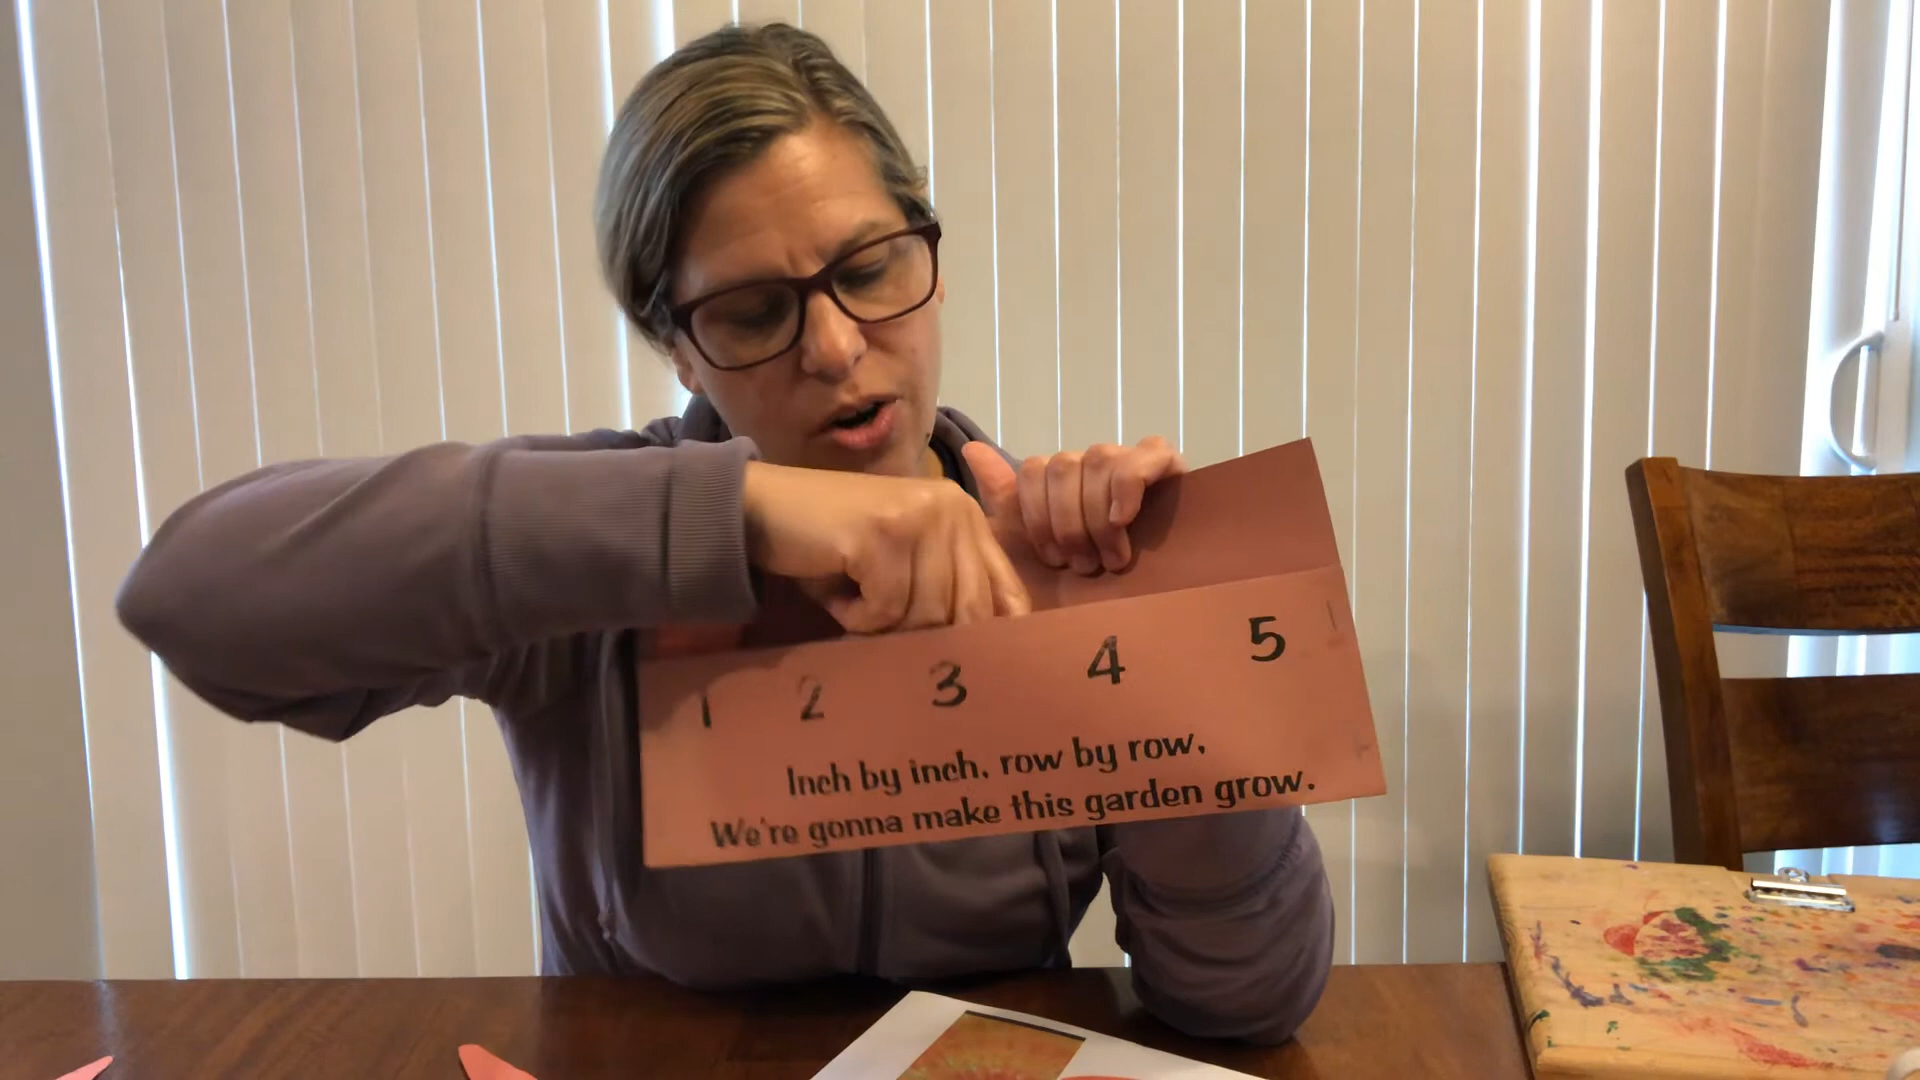 1 2 3 4 5
Inch by inch, row by row,
We're gonna make this garden grow.